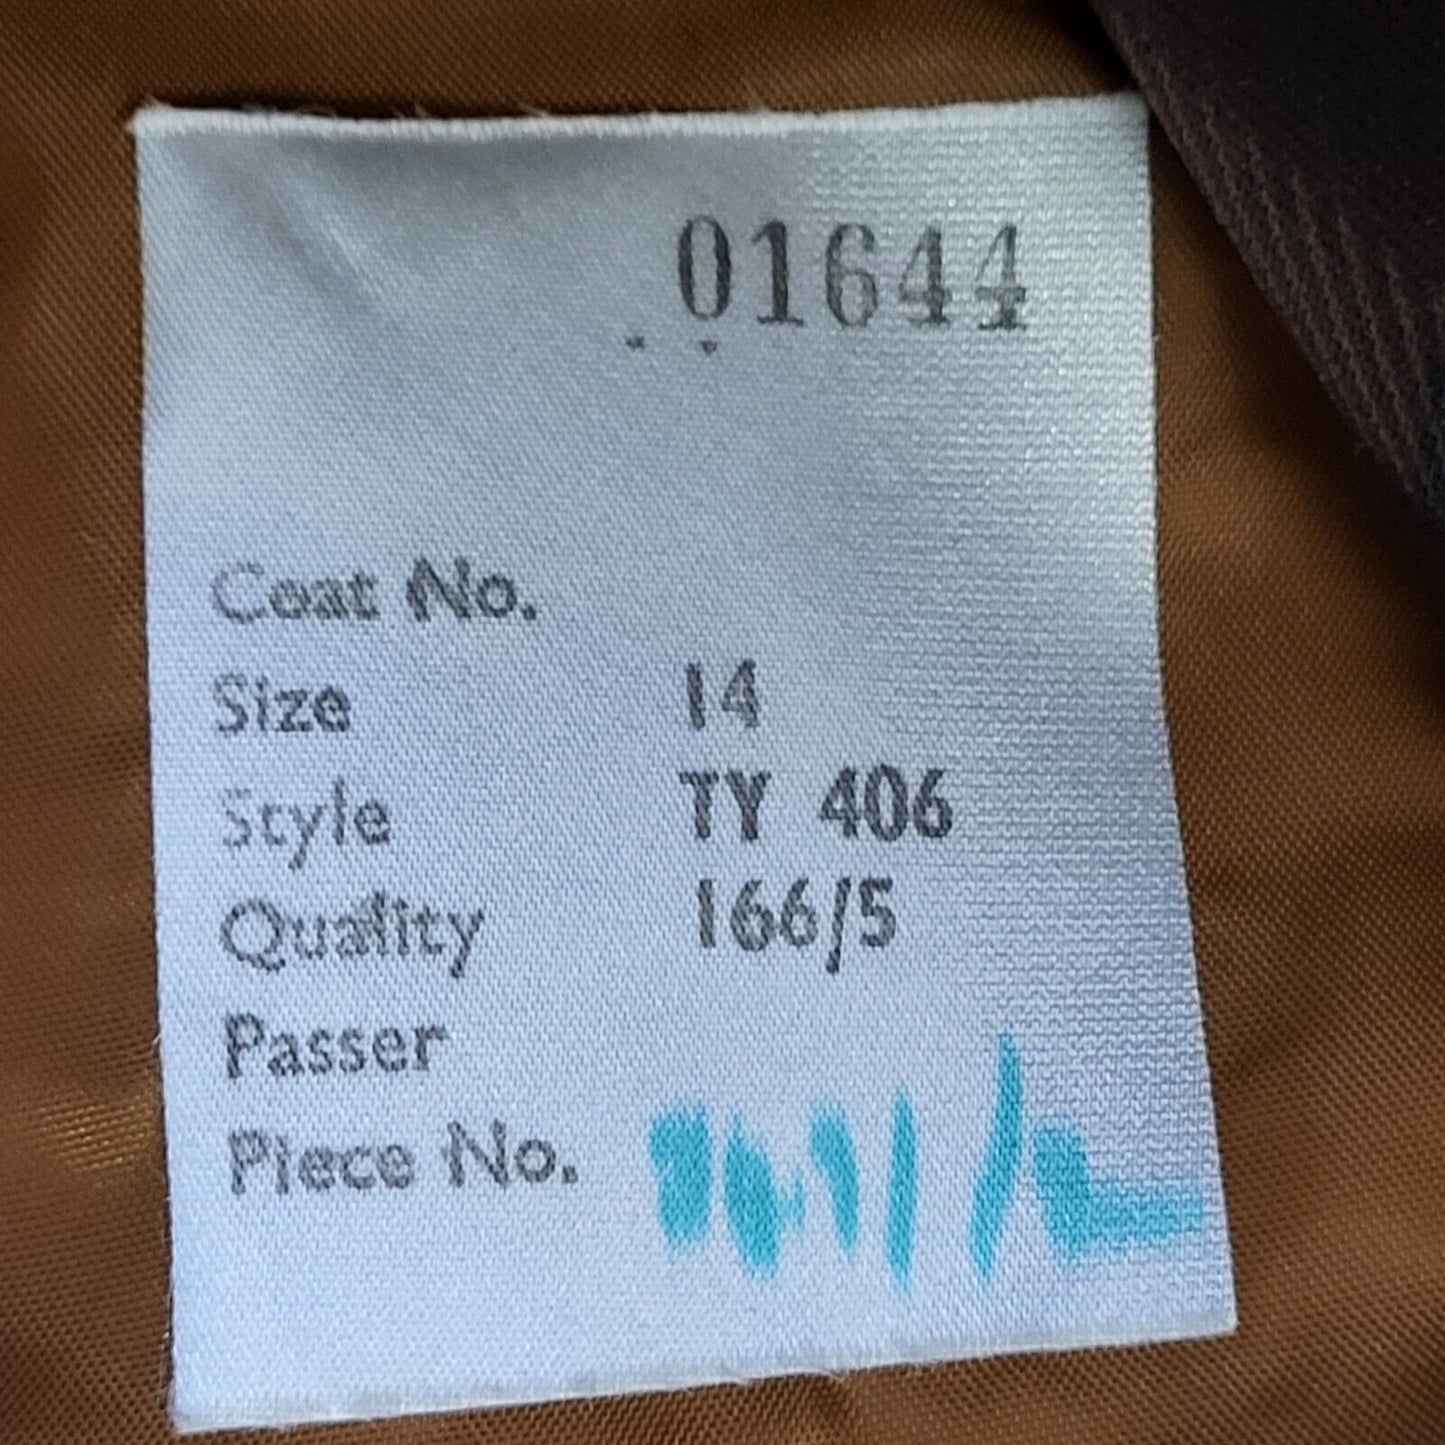 01644
Coat No.
Size 14
Style TY 406
Quality 166/5
Passer
Piece No.